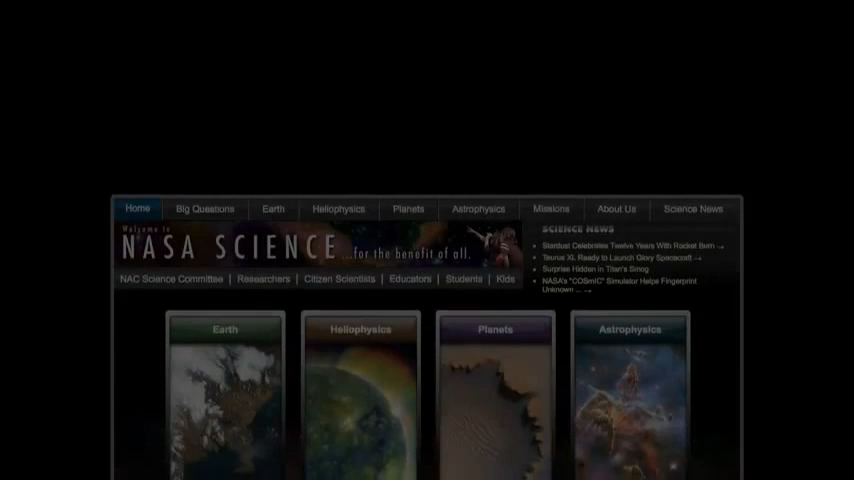 Home Big Questions Earth Heliophysics Planets Astrophysics Missions About Us Science News
Welcome to
NASA SCIENCE ...for the benefit of all.
NAC Science Committee | Researchers | Citizen Scientists | Educators | Students | Kids
SCIENCE NEWS
Stardust Celebrates Twelve Years With Rocket Burn →
Taurus XL Ready to Launch Glory Spacecraft →
Surprise Hidden in Titan's Smog
NASA's "COSmIC" Simulator Helps Fingerprint
Unknown ... →
Earth Heliophysics Planets Astrophysics